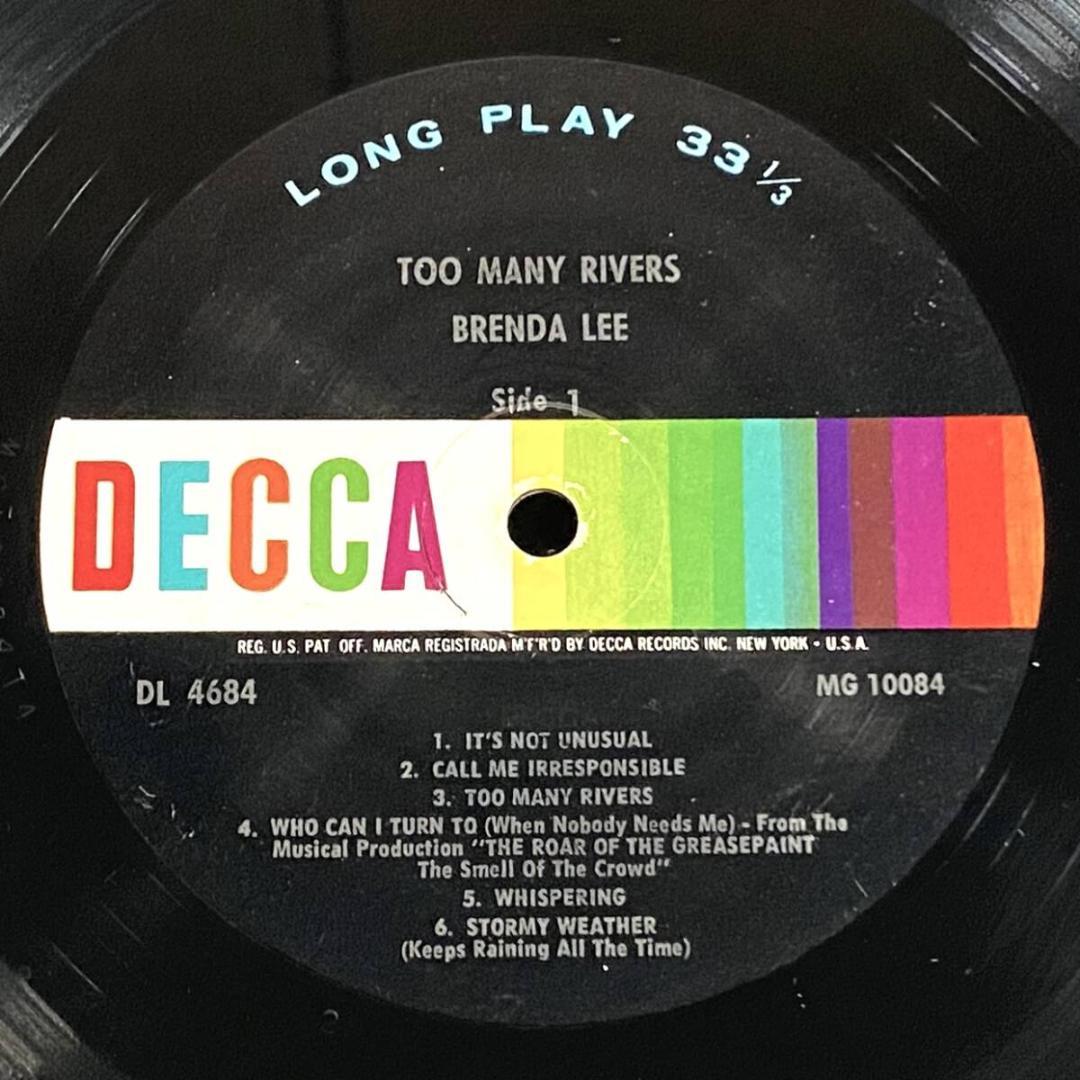 LONG PLAY 33 1/3
TOO MANY RIVERS
BRENDA LEE
Side 1
DECCA
REG. U.S. PAT. OFF. MARCA REGISTRADA M'F'R'D BY DECCA RECORDS INC. NEW YORK - U.S.A.
DL 4684
MG 10084
1. IT'S NOT UNUSUAL
2. CALL ME IRRESPONSIBLE
3. TOO MANY RIVERS
4. WHO CAN I TURN TO (When Nobody Needs Me) - From The
Musical Production "THE ROAR OF THE GREASEPAINT
The Smell Of The Crowd"
5. WHISPERING
6. STORMY WEATHER
(Keeps Raining All The Time)